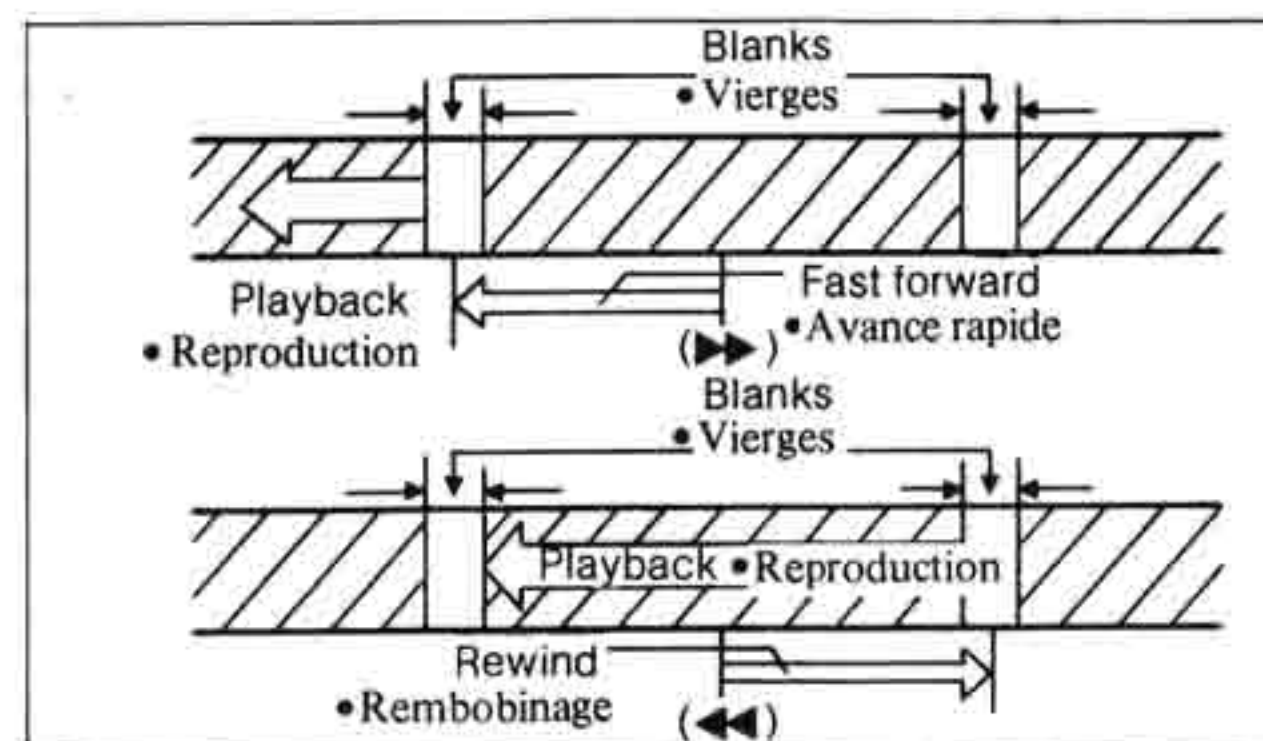 Blanks
• Vierges
Playback
• Reproduction
Fast forward
• Avance rapide
(▶▶)
Blanks
• Vierges
Playback • Reproduction
Rewind
• Rembobinage
(◀◀)